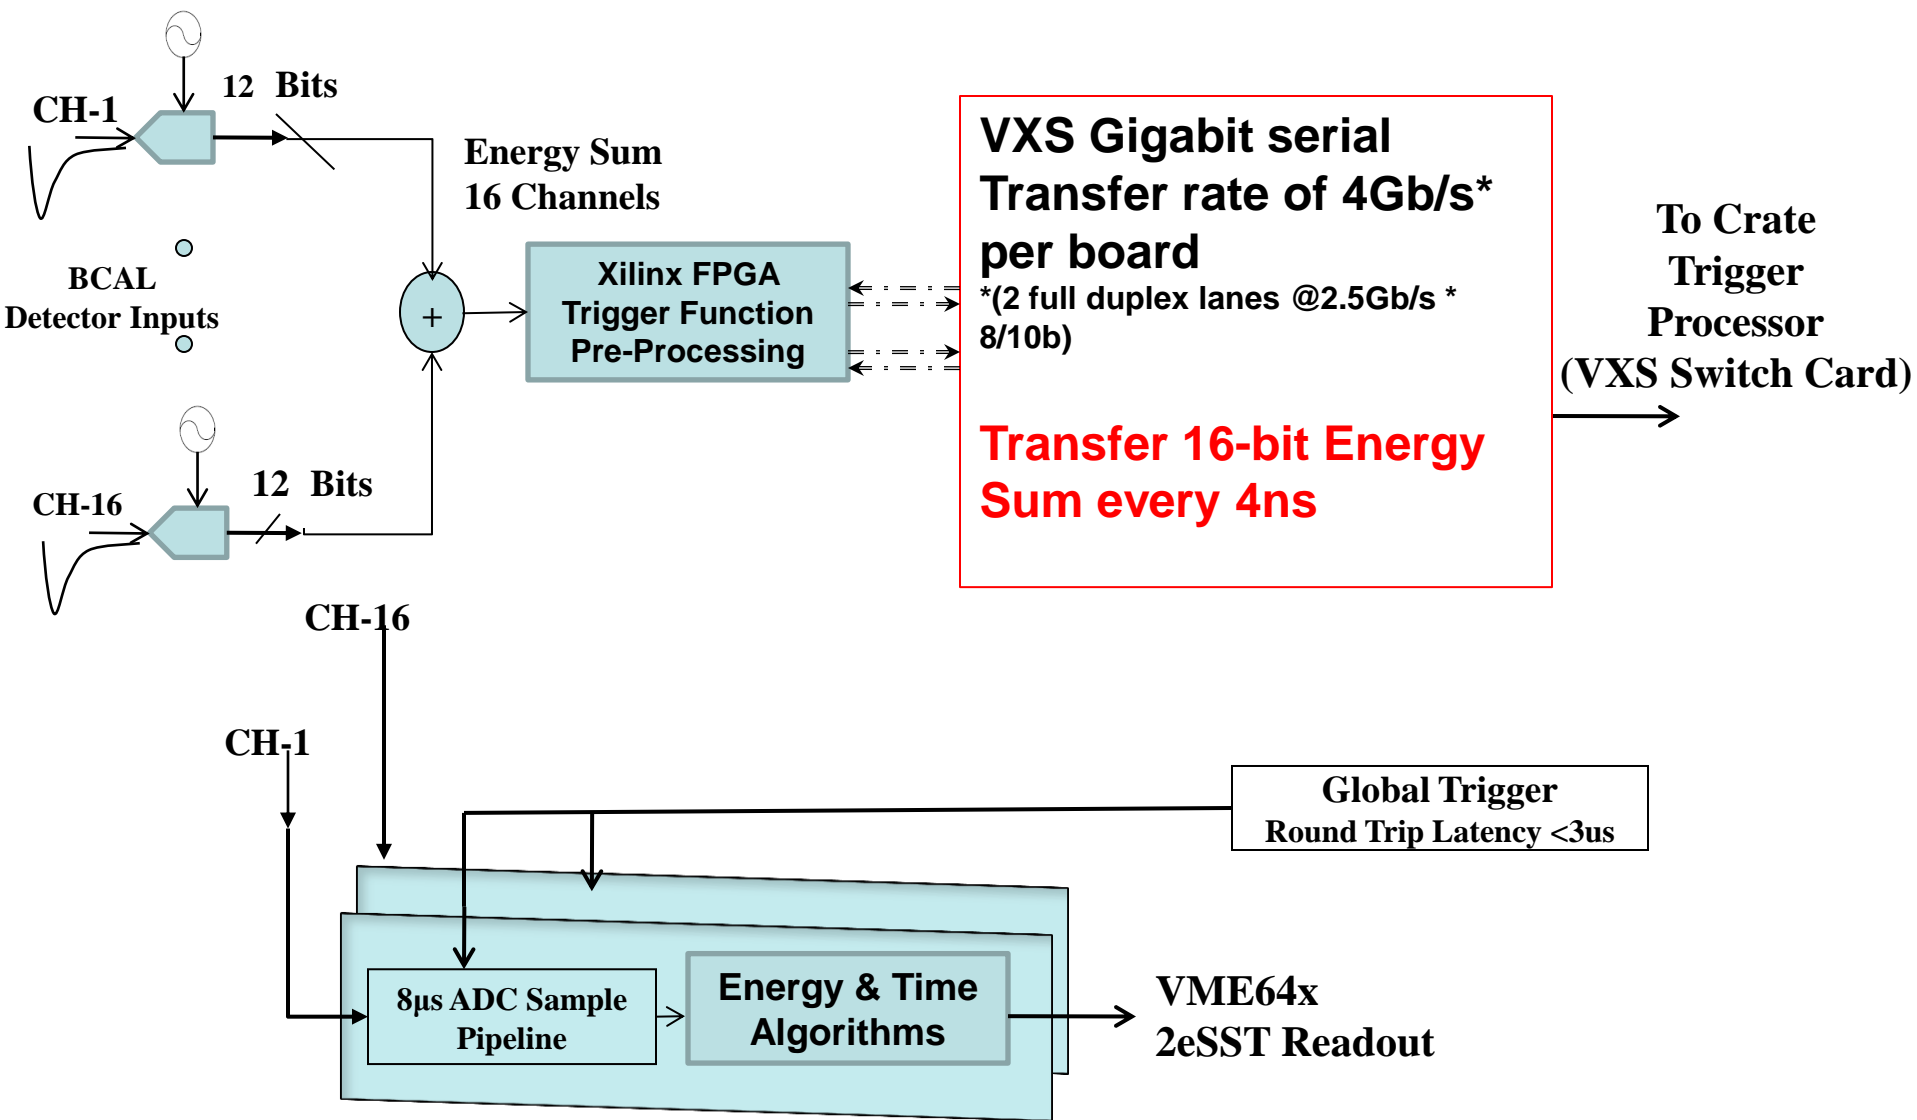 12 Bits
CH-1
Energy Sum
16 Channels
BCAL
Detector Inputs
+
Xilinx FPGA
Trigger Function
Pre-Processing
VXS Gigabit serial
Transfer rate of 4Gb/s*
per board
*(2 full duplex lanes @2.5Gb/s *
8/10b)
Transfer 16-bit Energy
Sum every 4ns
To Crate
Trigger
Processor
(VXS Switch Card)
12 Bits
CH-16
CH-16
CH-1
Global Trigger
Round Trip Latency <3us
8µs ADC Sample
Pipeline
Energy & Time
Algorithms
VME64x
2eSST Readout